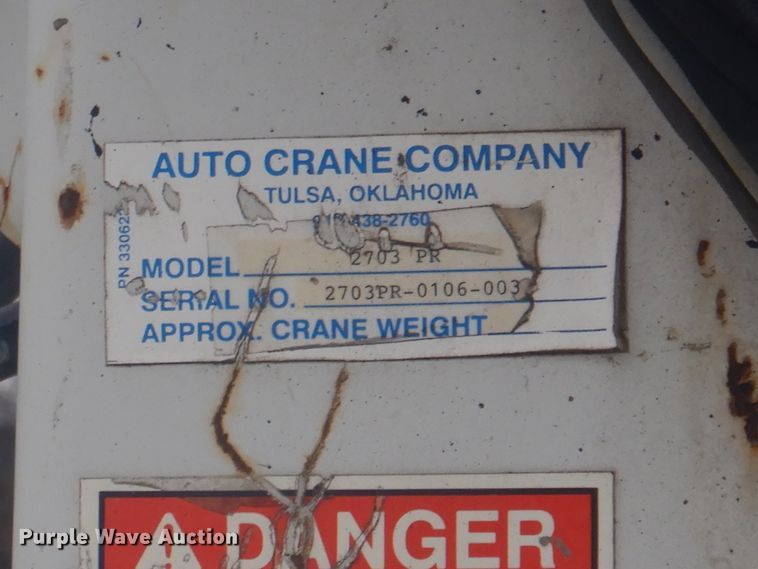 AUTO CRANE COMPANY
TULSA, OKLAHOMA
438-2760
PN 330622
MODEL 2703 PR
SERIAL NO. 2703PR-0106-003
APPROX. CRANE WEIGHT
DANGER
Purple Wave Auction